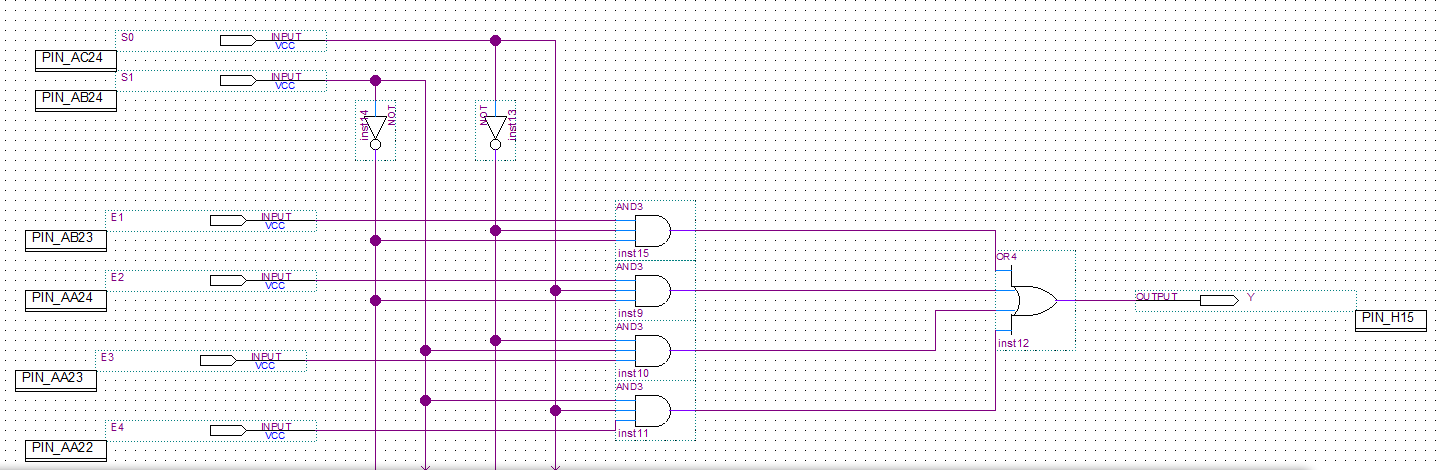 S0
INPUT
VCC
PIN_AC24
S1
INPUT
VCC
PIN_AB24
inst14
NOT
NOT
inst13
E1
INPUT
VCC
PIN_AB23
AND3
inst15
E2
INPUT
VCC
PIN_AA24
AND3
inst9
OR4
inst12
OUTPUT
Y
PIN_H15
E3
INPUT
VCC
PIN_AA23
AND3
inst10
E4
INPUT
VCC
PIN_AA22
AND3
inst11